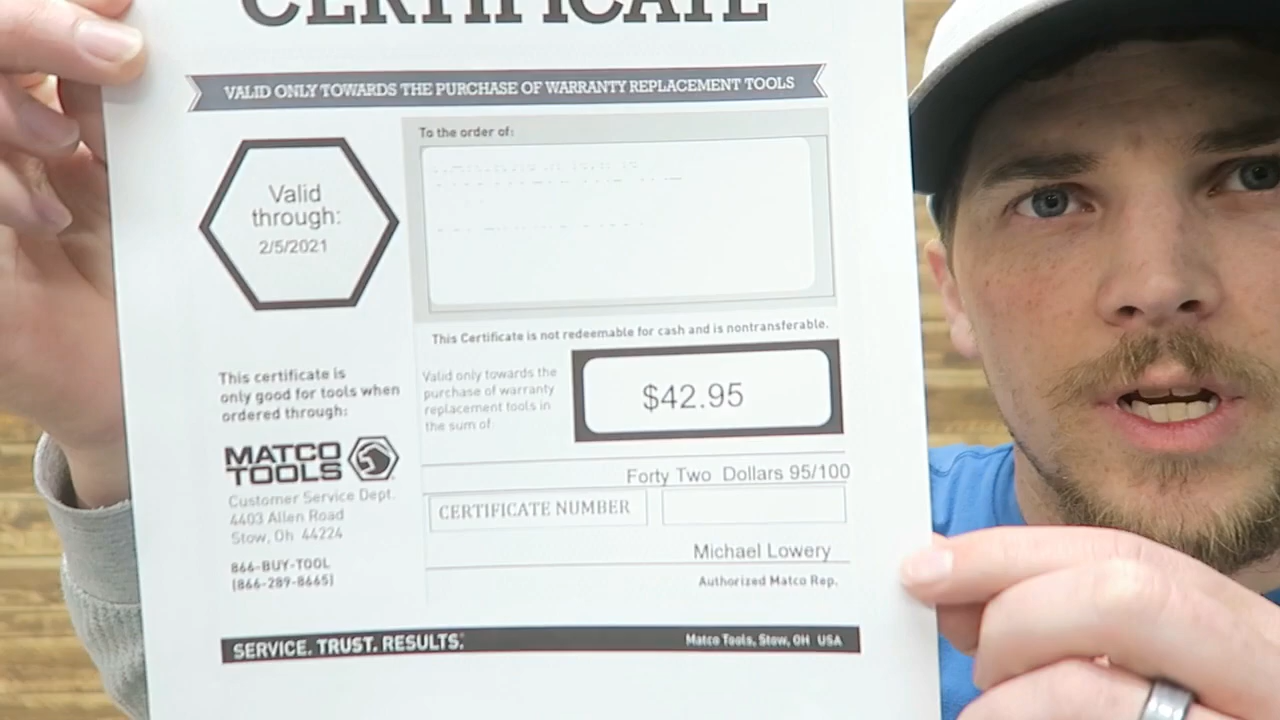 CERTIFICATE
VALID ONLY TOWARDS THE PURCHASE OF WARRANTY REPLACEMENT TOOLS
Valid
through:
2/5/2021
To the order of:
This Certificate is not redeemable for cash and is nontransferable.
Valid only towards the
purchase of warranty
replacement tools in
the sum of
$42.95
This certificate is
only good for tools when
ordered through:
MATCO
TOOLS
Customer Service Dept.
4403 Allen Road
Stow, Oh 44224
866-BUY-TOOL
(866-289-8665)
Forty Two Dollars 95/100
CERTIFICATE NUMBER
Michael Lowery
Authorized Matco Rep.
SERVICE. TRUST. RESULTS.
Matco Tools, Stow, OH USA